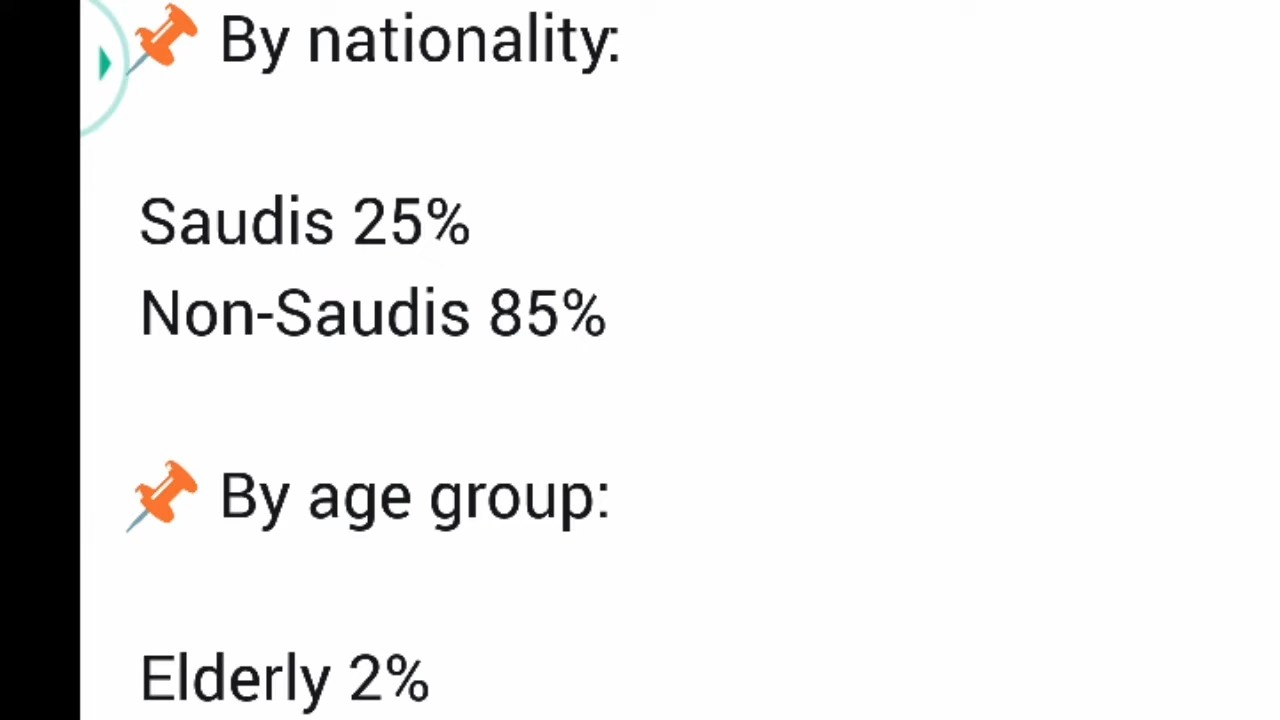 📌 By nationality:
Saudis 25%
Non-Saudis 85%
📌 By age group:
Elderly 2%